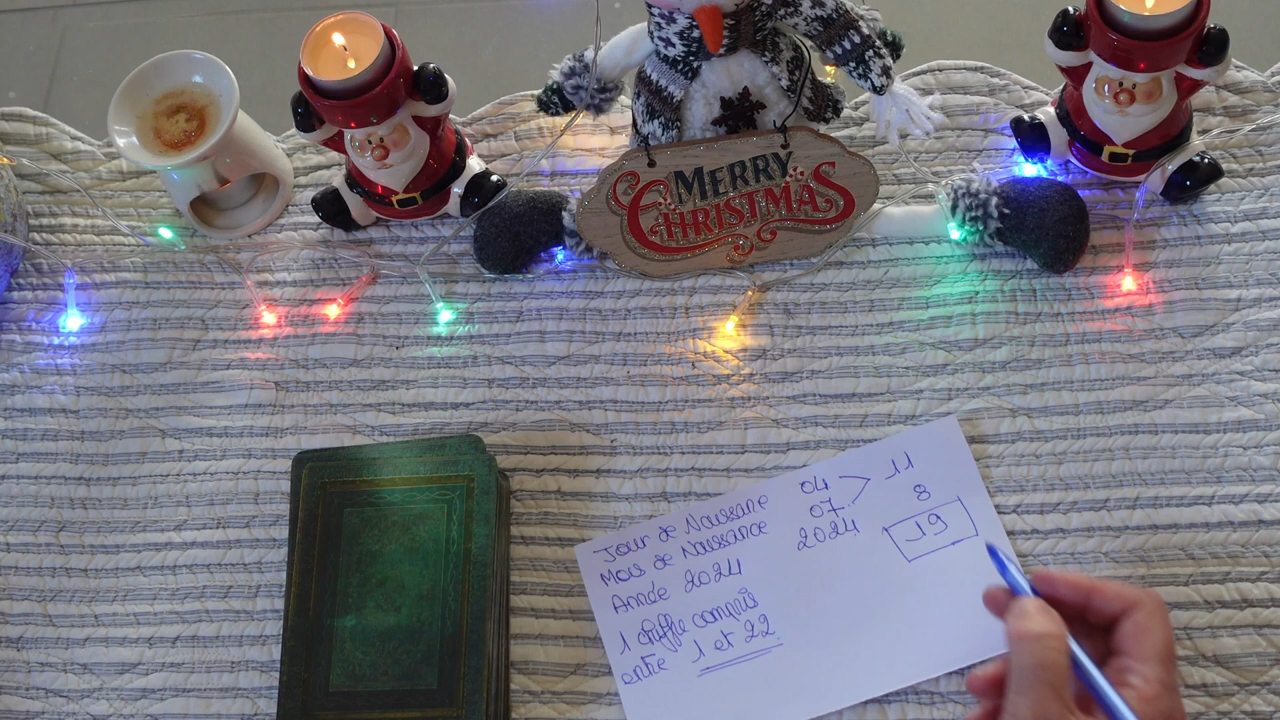 MERRY
CHRISTMAS
Jour de Naissane 04 11
Mois de Naissance 07 8
Année 2024 2024 19
1 chiffre compris
entre 1 et 22